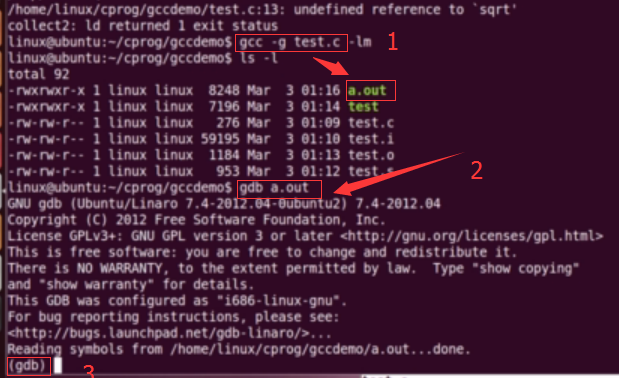 /home/linux/cprog/gccdemo/test.c:13: undefined reference to `sqrt'
collect2: ld returned 1 exit status
linux@ubuntu:~/cprog/gccdemo$ gcc -g test.c -lm 1
linux@ubuntu:~/cprog/gccdemo$ ls -l
total 92
-rwxrwxr-x 1 linux linux  8248 Mar  3 01:16 a.out
-rwxrwxr-x 1 linux linux  7196 Mar  3 01:14 test
-rw-rw-r-- 1 linux linux   276 Mar  3 01:09 test.c
-rw-rw-r-- 1 linux linux 59195 Mar  3 01:10 test.i
-rw-rw-r-- 1 linux linux  1184 Mar  3 01:13 test.o
-rw-rw-r-- 1 linux linux   953 Mar  3 01:12 test.s
linux@ubuntu:~/cprog/gccdemo$ gdb a.out 2
GNU gdb (Ubuntu/Linaro 7.4-2012.04-0ubuntu2) 7.4-2012.04
Copyright (C) 2012 Free Software Foundation, Inc.
License GPLv3+: GNU GPL version 3 or later <http://gnu.org/licenses/gpl.html>
This is free software: you are free to change and redistribute it.
There is NO WARRANTY, to the extent permitted by law.  Type "show copying"
and "show warranty" for details.
This GDB was configured as "i686-linux-gnu".
For bug reporting instructions, please see:
<http://bugs.launchpad.net/gdb-linaro/>...
Reading symbols from /home/linux/cprog/gccdemo/a.out...done.
(gdb) 3